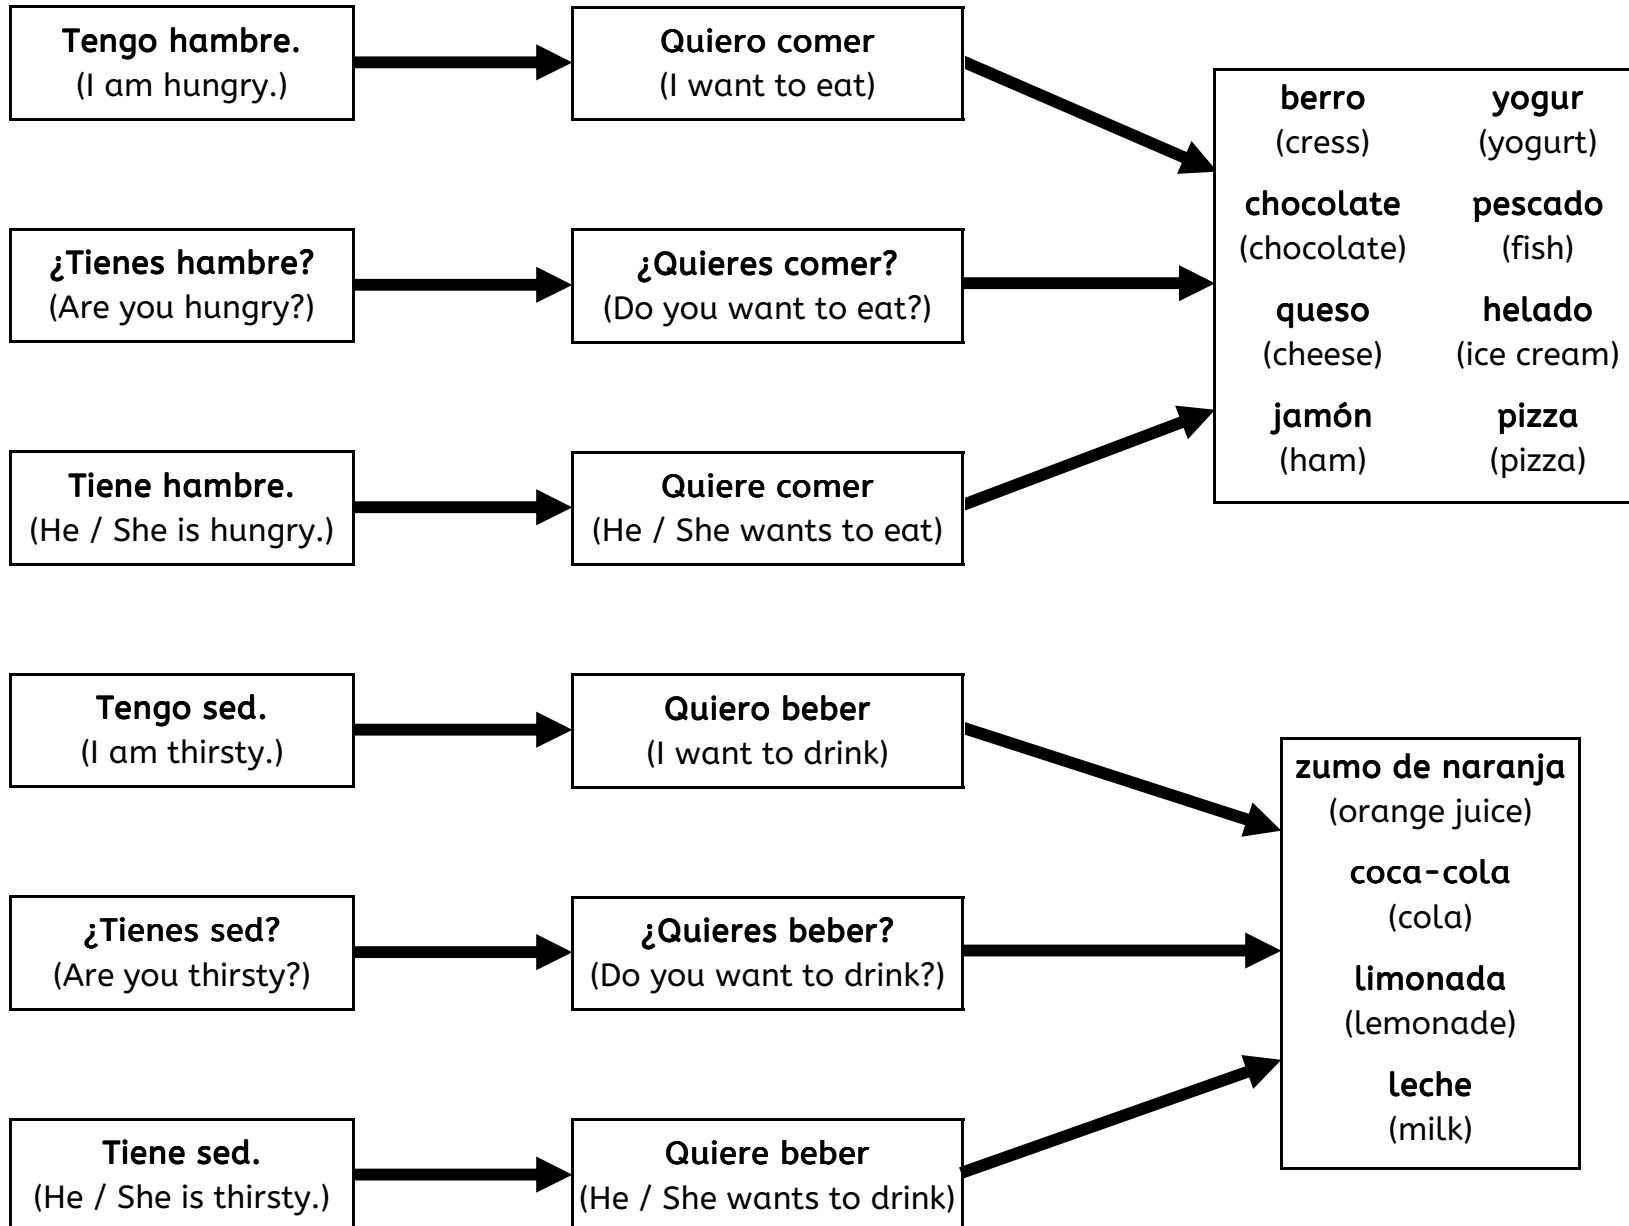 Tengo hambre.
(I am hungry.)
Quiero comer
(I want to eat)
¿Tienes hambre?
(Are you hungry?)
¿Quieres comer?
(Do you want to eat?)
Tiene hambre.
(He / She is hungry.)
Quiere comer
(He / She wants to eat)
berro yogur
(cress) (yogurt)
chocolate pescado
(chocolate) (fish)
queso helado
(cheese) (ice cream)
jamón pizza
(ham) (pizza)
Tengo sed.
(I am thirsty.)
Quiero beber
(I want to drink)
¿Tienes sed?
(Are you thirsty?)
¿Quieres beber?
(Do you want to drink?)
Tiene sed.
(He / She is thirsty.)
Quiere beber
(He / She wants to drink)
zumo de naranja
(orange juice)
coca-cola
(cola)
limonada
(lemonade)
leche
(milk)